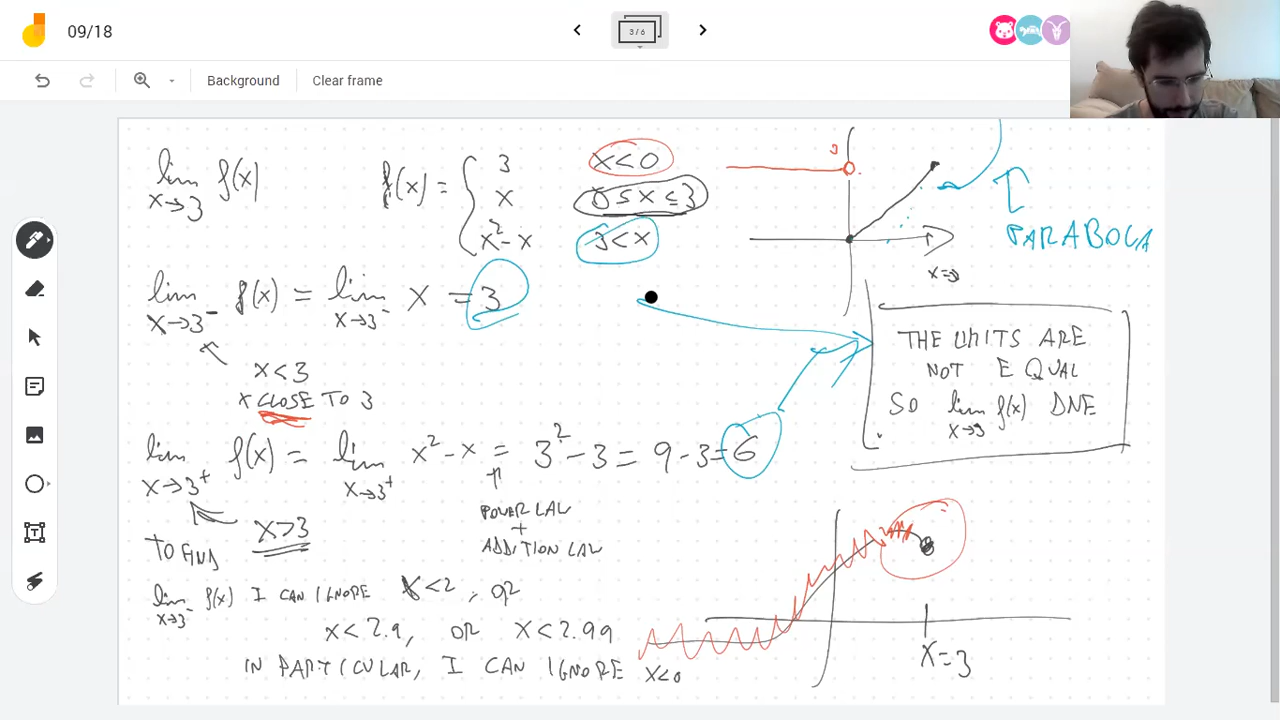 09/18
3/6
Background
Clear frame
lim f(x)
x→3
f(x) = { 3 x<0
x 0≤x≤3
x²-x 3<x
3
x=3
PARABOLA
lim f(x) = lim x = 3
x→3⁻ x→3⁻
x<3
x CLOSE TO 3
THE LIMITS ARE
NOT EQUAL
SO lim f(x) DNE
x→3
lim f(x) = lim x²-x = 3²-3 = 9-3=6
x→3⁺ x→3⁺
x>3
POWER LAW
+
ADDITION LAW
TO FIND
lim f(x) I CAN IGNORE x<2, OR
x→3⁻
x<2.9, OR x<2.99
IN PARTICULAR, I CAN IGNORE x<0
x=3